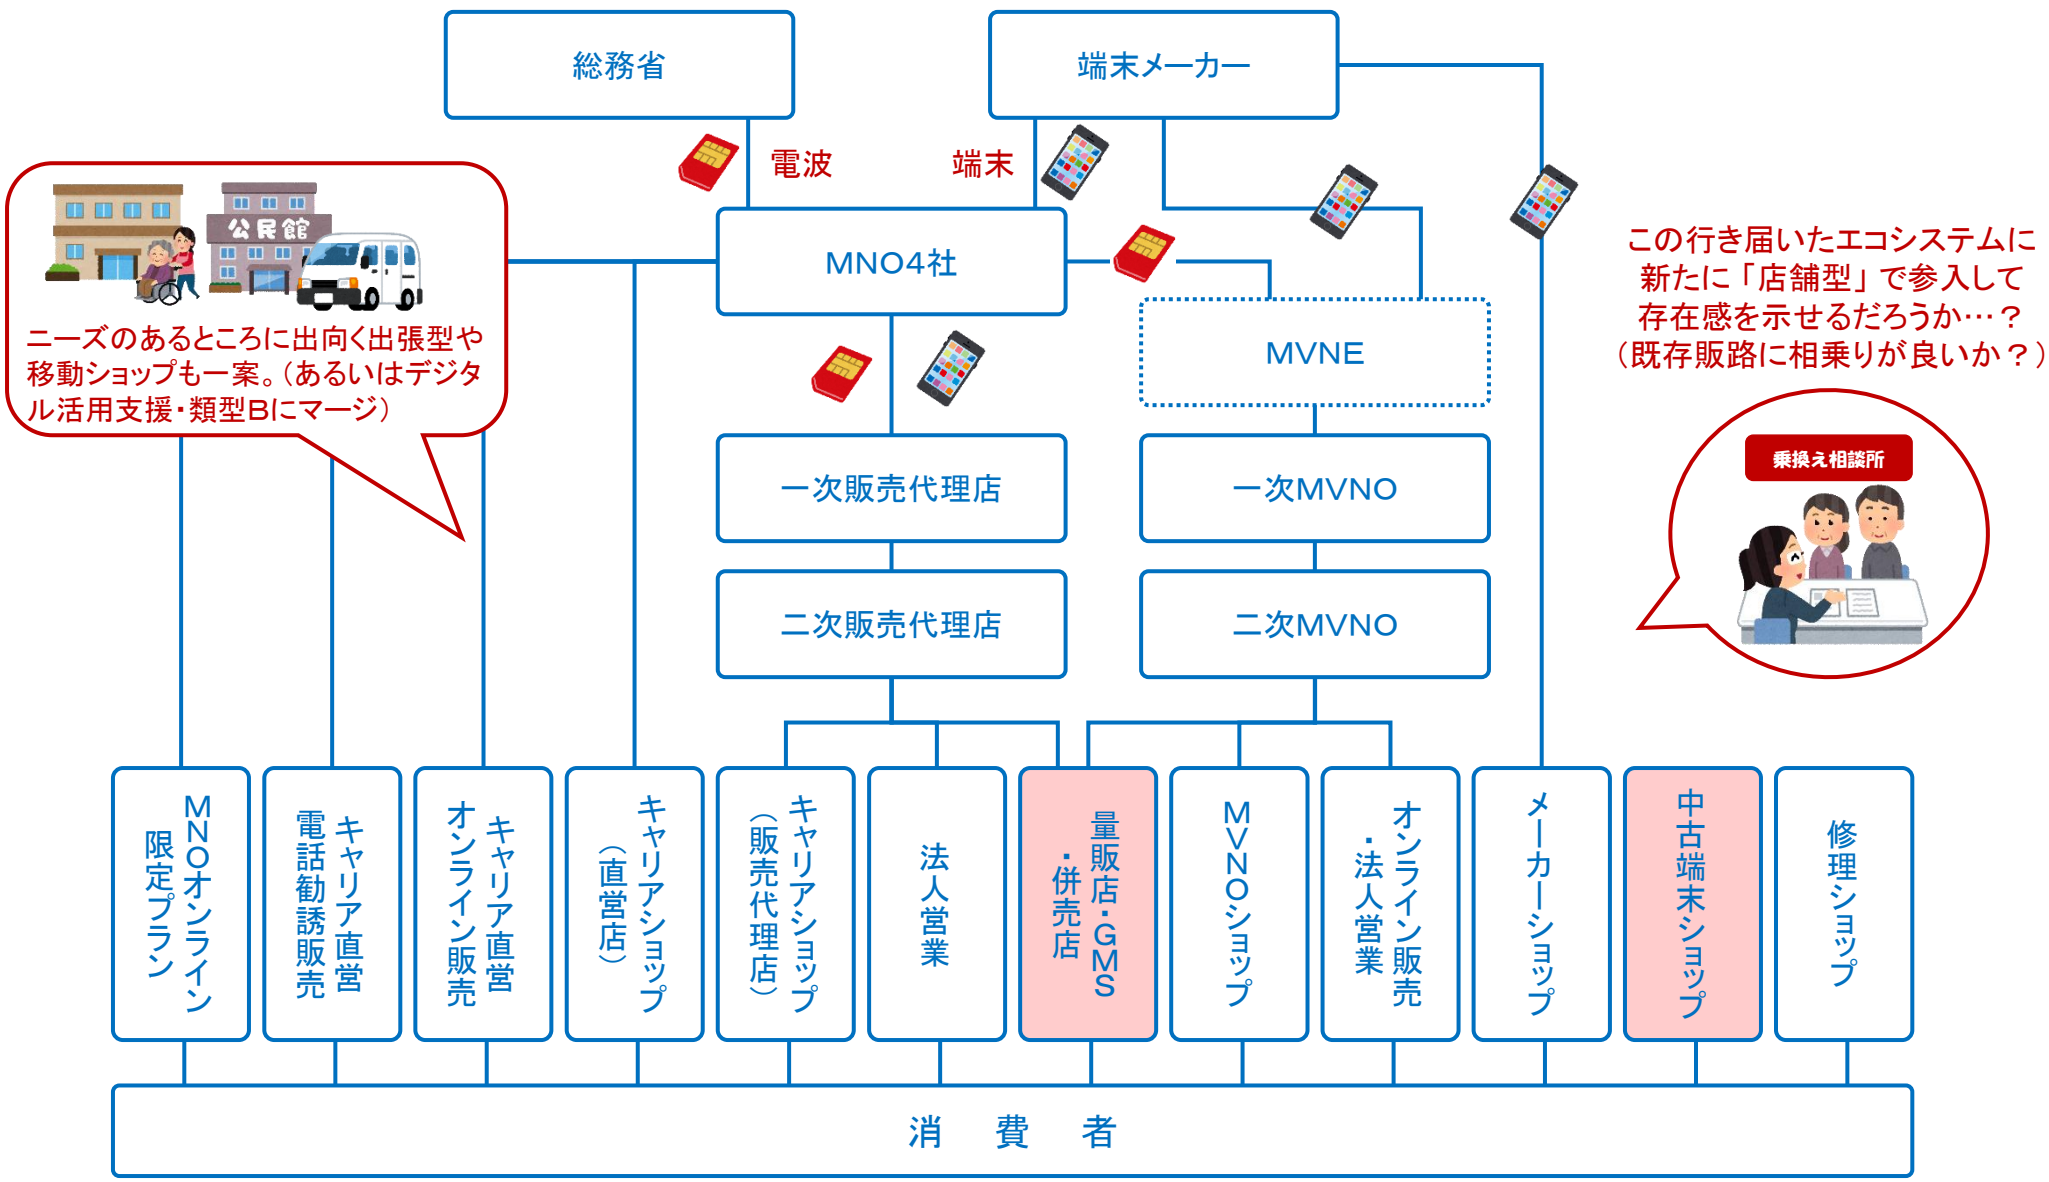 総務省
端末メーカー
電波
端末
公民館
ニーズのあるところに出向く出張型や
移動ショップも一案。（あるいはデジタ
ル活用支援・類型Bにマージ）
MNO4社
この行き届いたエコシステムに
新たに「店舗型」で参入して
存在感を示せるだろうか…？
（既存販路に相乗りが良いか？）
MVNE
乗換え相談所
一次販売代理店
一次MVNO
二次販売代理店
二次MVNO
MNOオンライン
限定プラン
キャリア直営
電話勧誘販売
キャリア直営
オンライン販売
キャリアショップ
（直営店）
キャリアショップ
（販売代理店）
法人営業
量販店・GMS
・併売店
MVNOショップ
オンライン販売
・法人営業
メーカーショップ
中古端末ショップ
修理ショップ
消　費　者